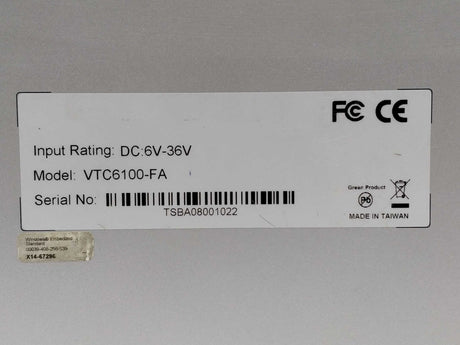 FC CE
Input Rating: DC:6V-36V
Model: VTC6100-FA
Serial No:
TSBA08001022
Green Product
MADE IN TAIWAN
Windows® Embedded
Standard
X14-67296